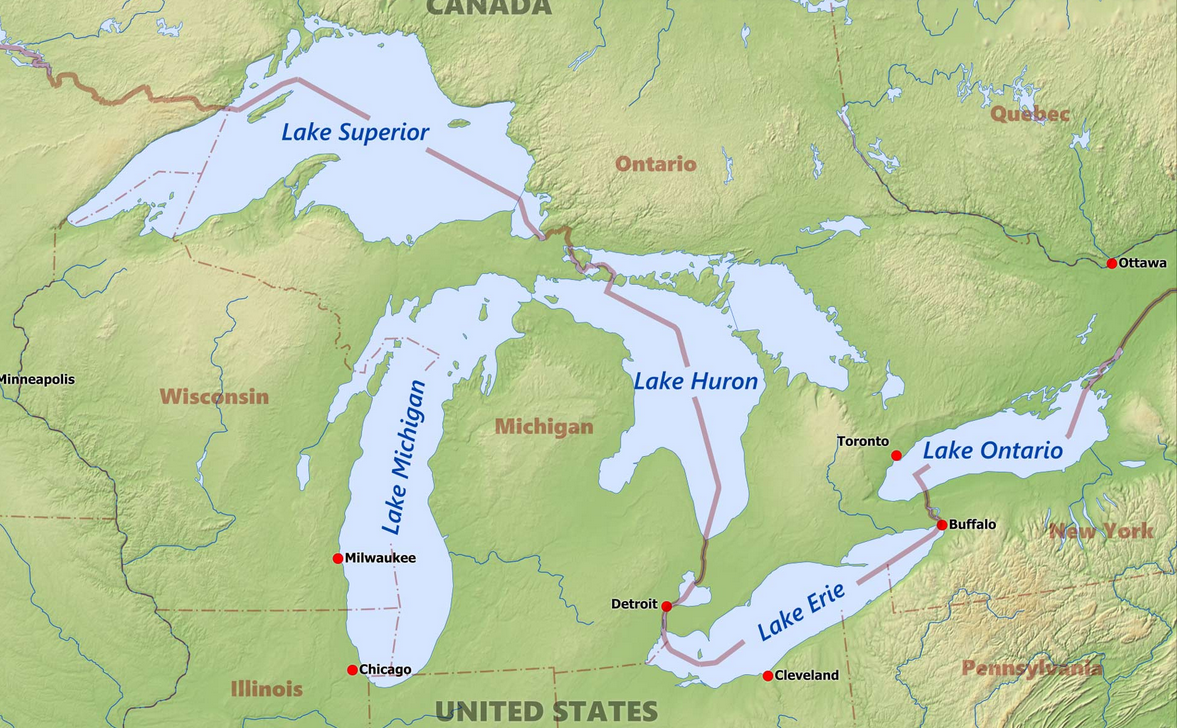 CANADA
Quebec
Lake Superior
Ontario
Ottawa
Minneapolis
Lake Huron
Wisconsin
Lake Michigan
Michigan
Toronto
Lake Ontario
Buffalo
New York
Milwaukee
Detroit
Lake Erie
Chicago
Cleveland
Pennsylvania
Illinois
UNITED STATES